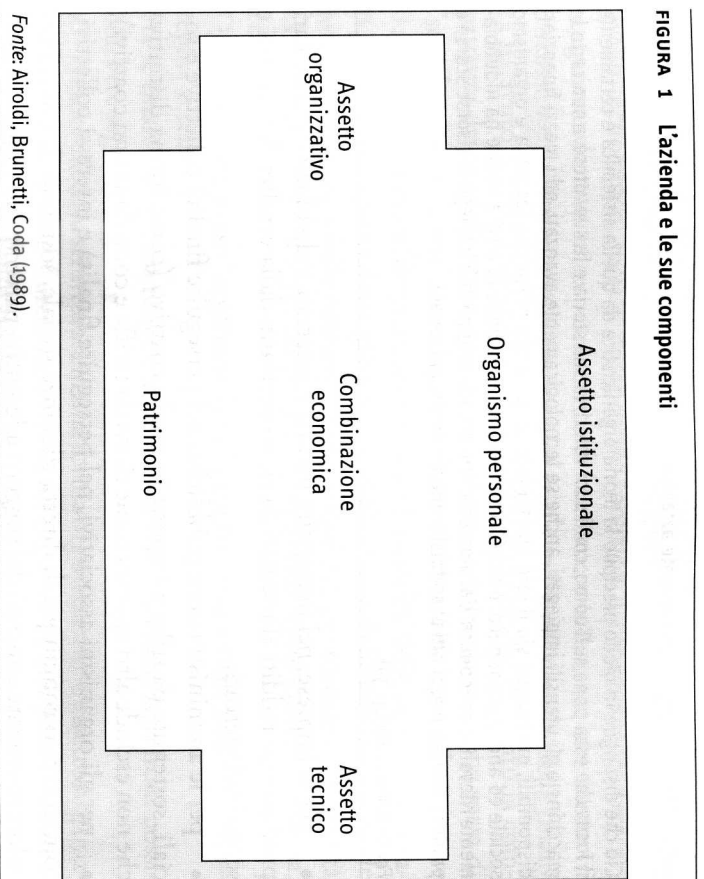 FIGURA 1 L'azienda e le sue componenti
Assetto istituzionale
Organismo personale
Assetto
organizzativo
Combinazione
economica
Assetto
tecnico
Patrimonio
Fonte: Airoldi, Brunetti, Coda (1989).